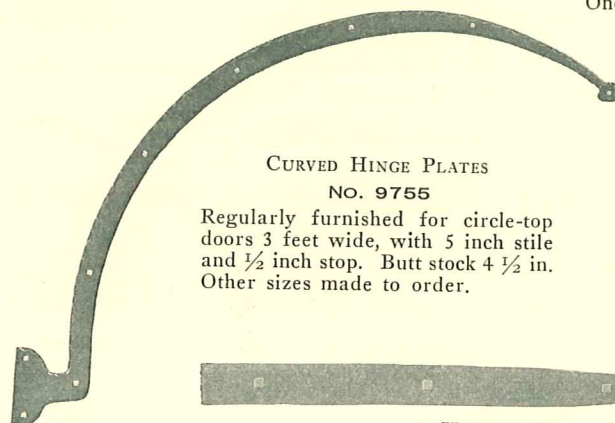 On
CURVED HINGE PLATES
No. 9755
Regularly furnished for circle-top
doors 3 feet wide, with 5 inch stile
and ½ inch stop. Butt stock 4 ½ in.
Other sizes made to order.